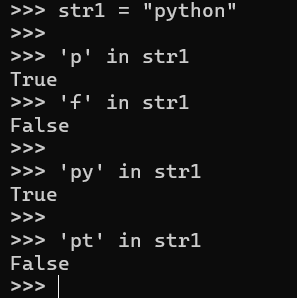 >>> str1 = "python"
>>>
>>> 'p' in str1
True
>>> 'f' in str1
False
>>>
>>> 'py' in str1
True
>>>
>>> 'pt' in str1
False
>>>